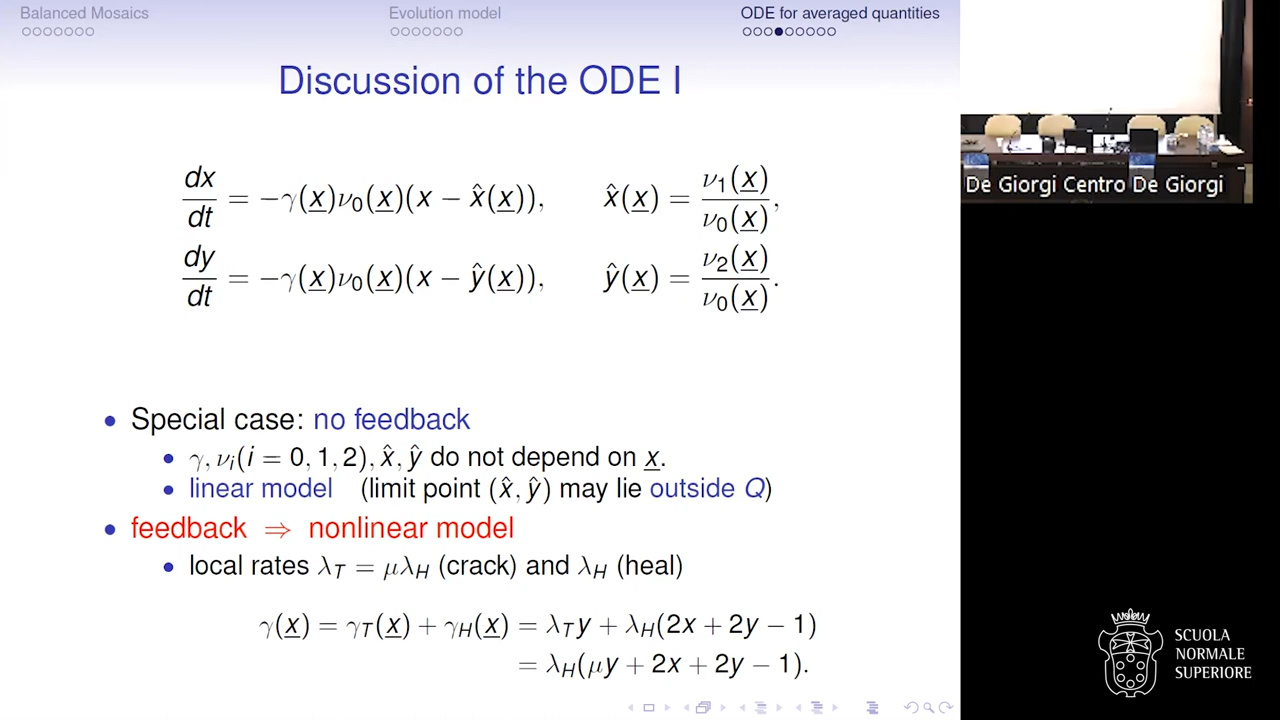 Balanced Mosaics
Evolution model
ODE for averaged quantities
Discussion of the ODE I
dx/dt = −γ(x̲)ν₀(x̲)(x − x̂(x̲)), x̂(x̲) = ν₁(x̲)/ν₀(x̲),
dy/dt = −γ(x̲)ν₀(x̲)(x − ŷ(x̲)), ŷ(x̲) = ν₂(x̲)/ν₀(x̲).
• Special case: no feedback
• γ, νᵢ(i = 0, 1, 2), x̂, ŷ do not depend on x̲.
• linear model (limit point (x̂, ŷ) may lie outside Q)
• feedback ⇒ nonlinear model
• local rates λ_T = μλ_H (crack) and λ_H (heal)
γ(x̲) = γ_T(x̲) + γ_H(x̲) = λ_T y + λ_H(2x + 2y − 1)
= λ_H(μy + 2x + 2y − 1).
De Giorgi Centro De Giorgi
SCUOLA
NORMALE
SUPERIORE